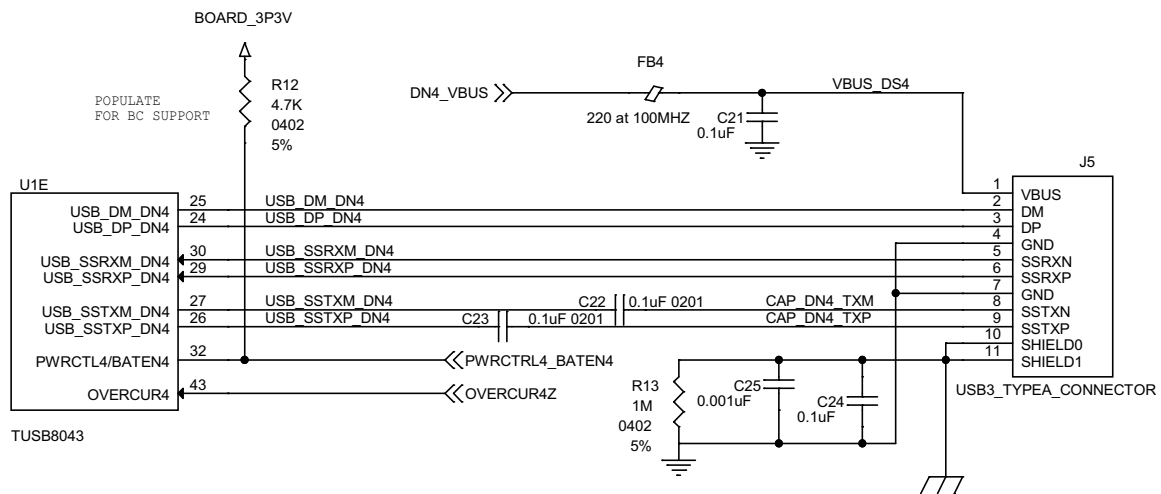 BOARD_3P3V
R12
4.7K
0402
5%
POPULATE
FOR BC SUPPORT
DN4_VBUS
FB4
220 at 100MHZ
VBUS_DS4
C21
0.1uF
U1E
USB_DM_DN4
USB_DP_DN4
USB_SSRXM_DN4
USB_SSRXP_DN4
USB_SSTXM_DN4
USB_SSTXP_DN4
PWRCTL4/BATEN4
OVERCUR4
TUSB8043
25
24
30
29
27
26
32
43
USB_DM_DN4
USB_DP_DN4
USB_SSRXM_DN4
USB_SSRXP_DN4
USB_SSTXM_DN4
USB_SSTXP_DN4
C22
0.1uF 0201
C23
0.1uF 0201
CAP_DN4_TXM
CAP_DN4_TXP
PWRCTRL4_BATEN4
OVERCUR4Z
R13
1M
0402
5%
C25
0.001uF
C24
0.1uF
J5
1
2
3
4
5
6
7
8
9
10
11
VBUS
DM
DP
GND
SSRXN
SSRXP
GND
SSTXN
SSTXP
SHIELD0
SHIELD1
USB3_TYPEA_CONNECTOR